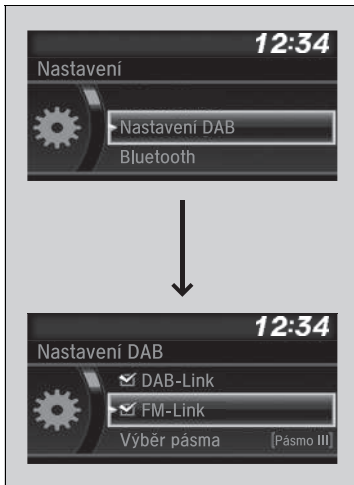 12:34
Nastavení
Nastavení DAB
Bluetooth
12:34
Nastavení DAB
DAB-Link
FM-Link
Výběr pásma [Pásmo III]